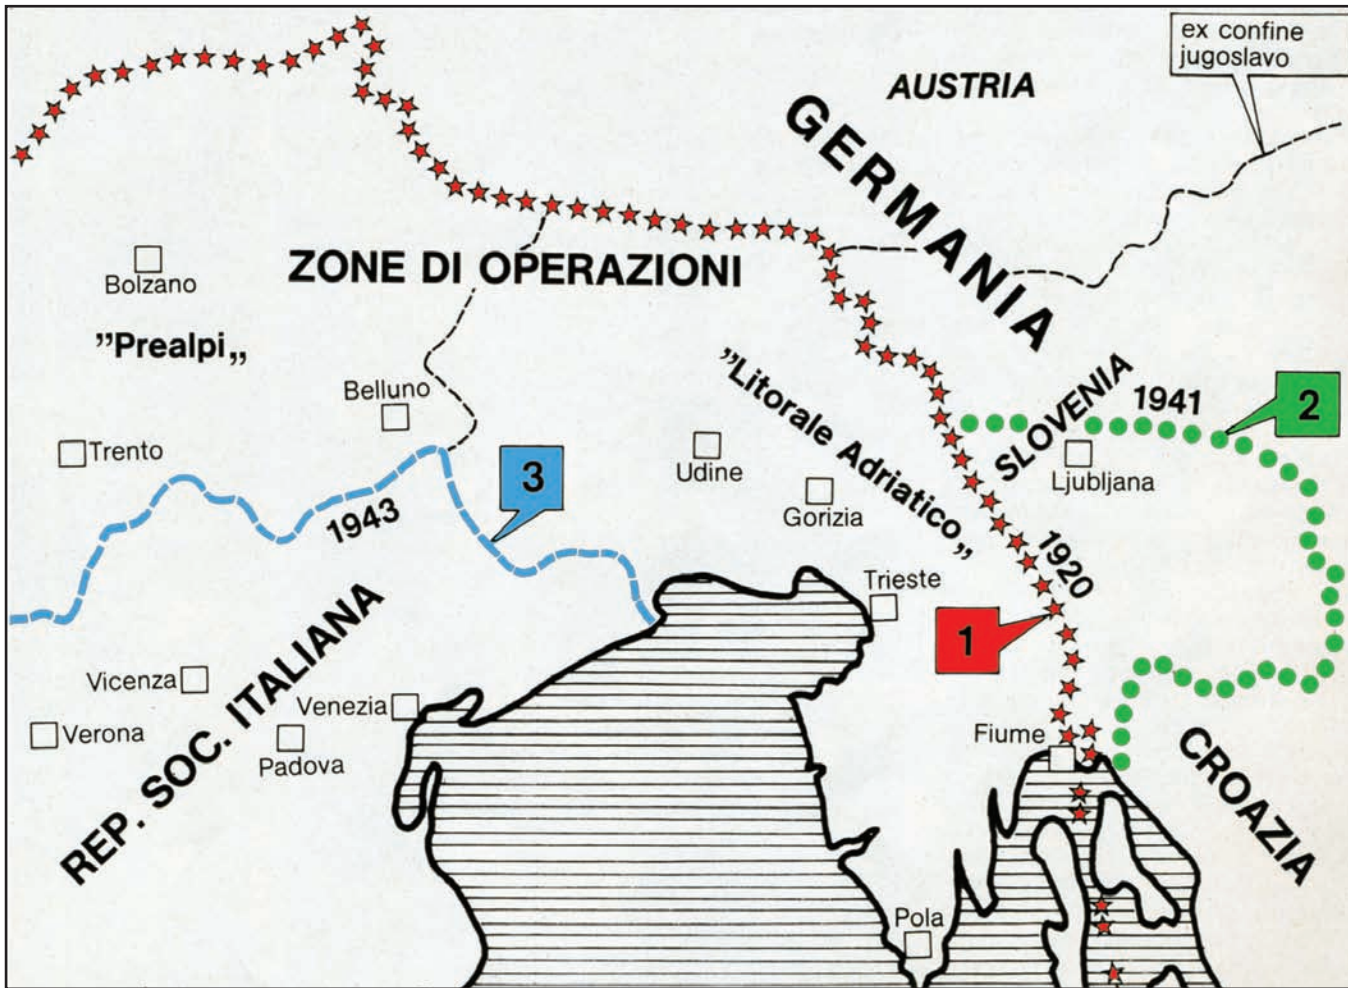 ex confine
jugoslavo
AUSTRIA
GERMANIA
ZONE DI OPERAZIONI
Bolzano
"Prealpi„
Belluno
"Litorale Adriatico„
SLOVENIA
1941
2
Trento
Udine
Ljubljana
3
Gorizia
1943
1920
Trieste
1
REP. SOC. ITALIANA
Vicenza
Venezia
Verona
Padova
Fiume
CROAZIA
Pola